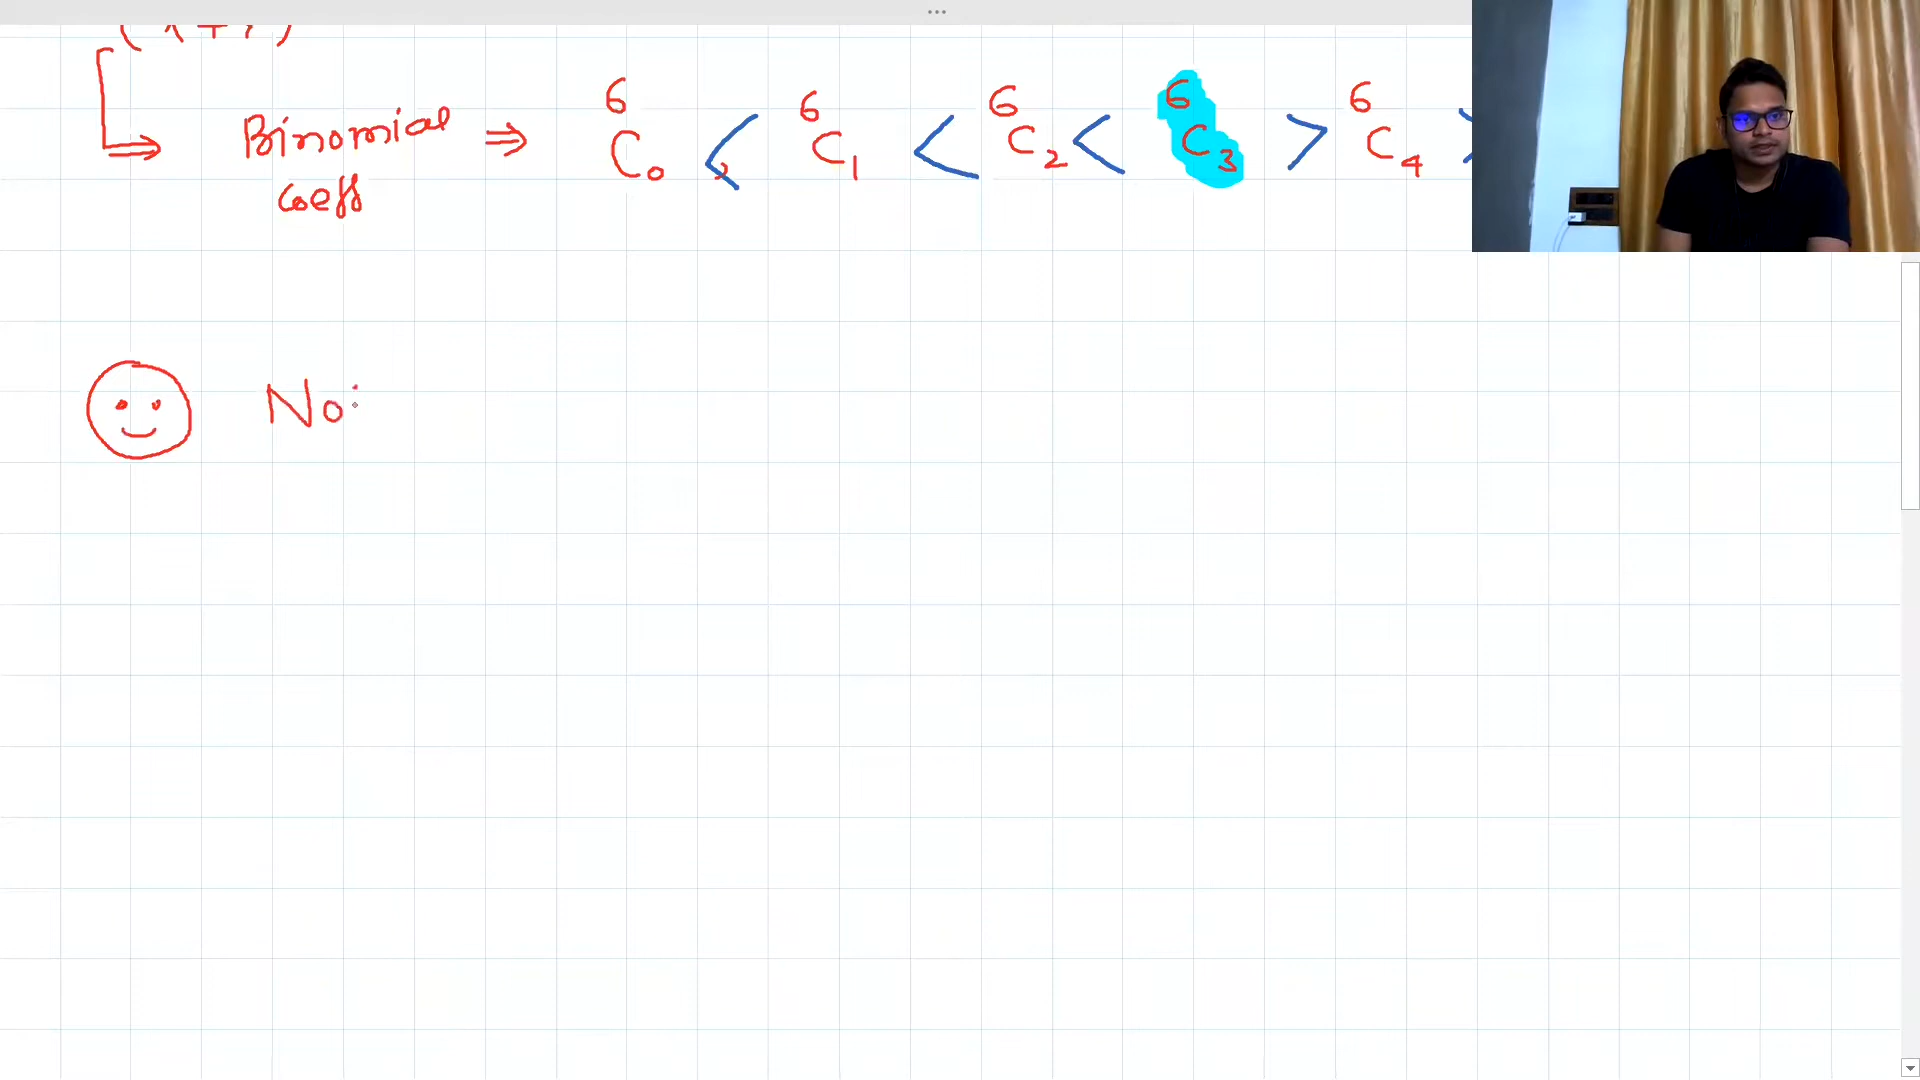 Binomial ⇒ ⁶C₀ , < ⁶C₁ < ⁶C₂ < ⁶C₃ > ⁶C₄ >
coeff
No